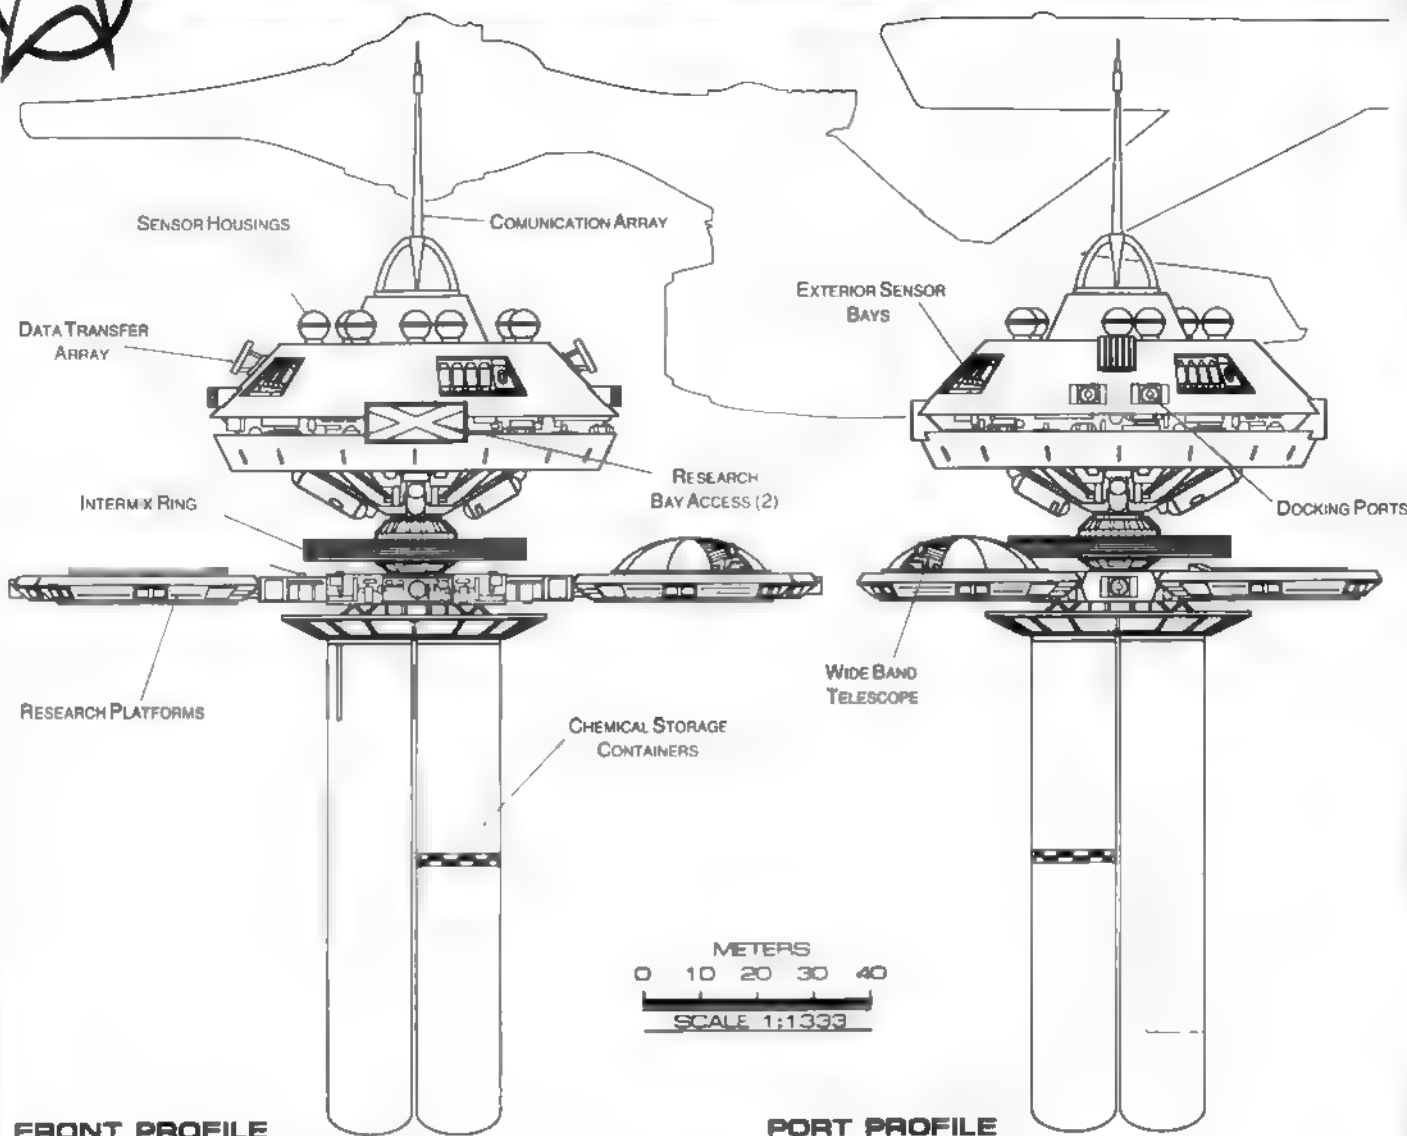 SENSOR HOUSINGS
COMUNICATION ARRAY
DATA TRANSFER
ARRAY
EXTERIOR SENSOR
BAYS
INTERMIX RING
RESEARCH
BAY ACCESS (2)
DOCKING PORTS
RESEARCH PLATFORMS
WIDE BAND
TELESCOPE
CHEMICAL STORAGE
CONTAINERS
METERS
0 10 20 30 40
SCALE 1:1333
FRONT PROFILE
PORT PROFILE